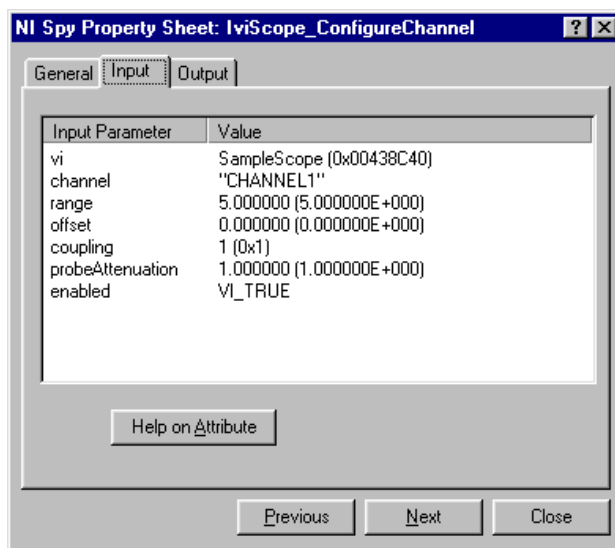 NI Spy Property Sheet: IviScope_ConfigureChannel
General Input Output
Input Parameter Value
vi SampleScope (0x00438C40)
channel "CHANNEL1"
range 5.000000 (5.000000E+000)
offset 0.000000 (0.000000E+000)
coupling 1 (0x1)
probeAttenuation 1.000000 (1.000000E+000)
enabled VI_TRUE
Help on Attribute
Previous Next Close